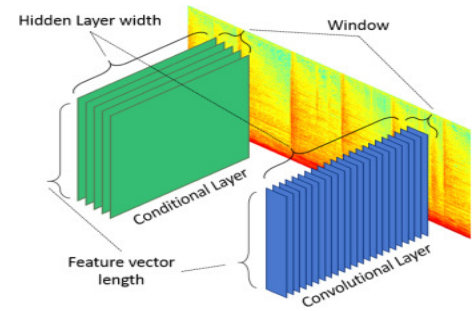 Hidden Layer width
Window
Conditional Layer
Feature vector
length
Convolutional Layer